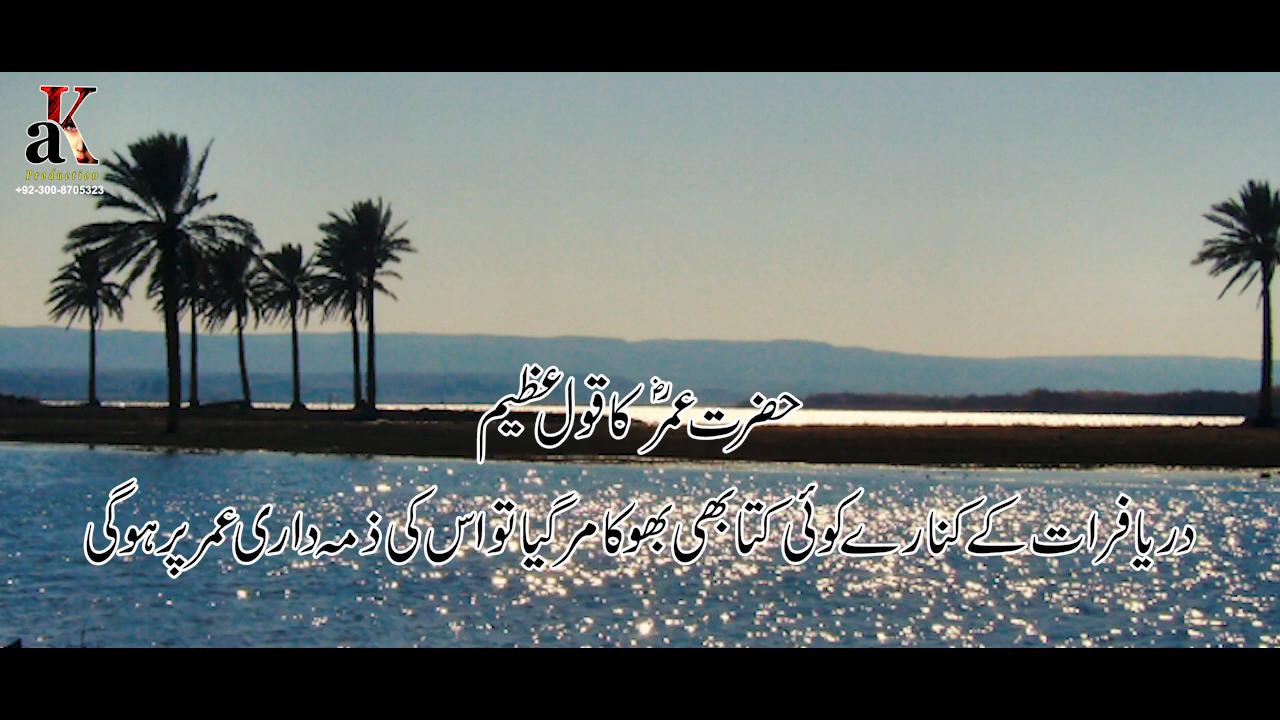 aK
Production
+92-300-8705323
حضرت عمرؓ کا قول عظیم
دریا فرات کے کنارے کوئی کتا بھی بھوکا مر گیا تو اس کی ذمہ داری عمر پر ہوگی